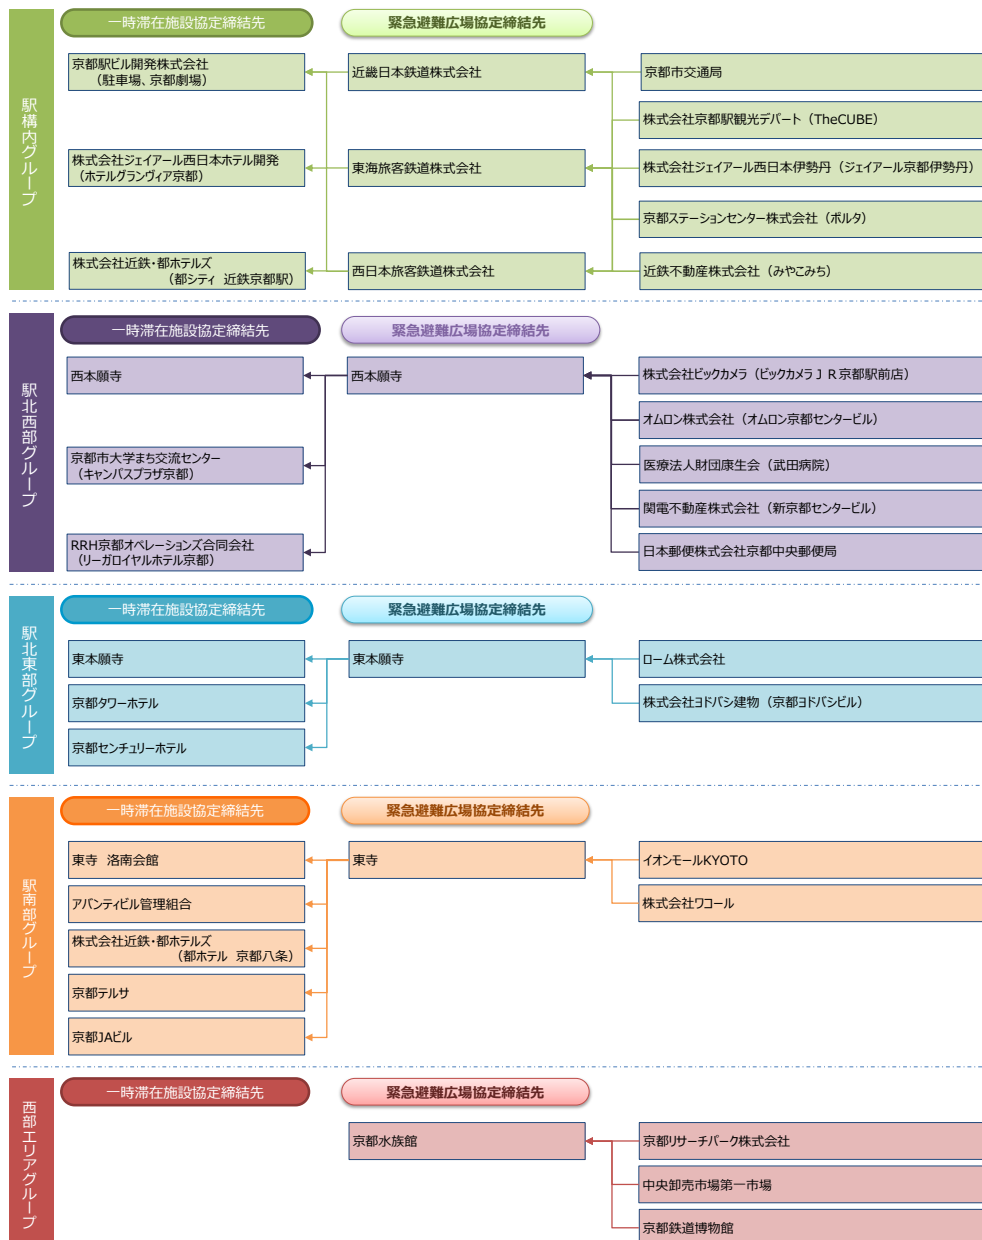 駅構内グループ
一時滞在施設協定締結先
緊急避難広場協定締結先
京都駅ビル開発株式会社
（駐車場、京都劇場）
近畿日本鉄道株式会社
京都市交通局
株式会社京都駅観光デパート（TheCUBE）
株式会社ジェイアール西日本ホテル開発
（ホテルグランヴィア京都）
東海旅客鉄道株式会社
株式会社ジェイアール西日本伊勢丹（ジェイアール京都伊勢丹）
京都ステーションセンター株式会社（ポルタ）
株式会社近鉄・都ホテルズ
（都シティ 近鉄京都駅）
西日本旅客鉄道株式会社
近鉄不動産株式会社（みやこみち）
駅北西部グループ
一時滞在施設協定締結先
緊急避難広場協定締結先
西本願寺
西本願寺
株式会社ビックカメラ（ビックカメラＪＲ京都駅前店）
オムロン株式会社（オムロン京都センタービル）
京都市大学まち交流センター
（キャンパスプラザ京都）
医療法人財団康生会（武田病院）
関電不動産株式会社（新京都センタービル）
RRH京都オペレーションズ合同会社
（リーガロイヤルホテル京都）
日本郵便株式会社京都中央郵便局
駅北東部グループ
一時滞在施設協定締結先
緊急避難広場協定締結先
東本願寺
東本願寺
ローム株式会社
京都タワーホテル
株式会社ヨドバシ建物（京都ヨドバシビル）
京都センチュリーホテル
駅南部グループ
一時滞在施設協定締結先
緊急避難広場協定締結先
東寺 洛南会館
東寺
イオンモールKYOTO
アバンティビル管理組合
株式会社ワコール
株式会社近鉄・都ホテルズ
（都ホテル 京都八条）
京都テルサ
京都JAビル
西部エリアグループ
一時滞在施設協定締結先
緊急避難広場協定締結先
京都水族館
京都リサーチパーク株式会社
中央卸売市場第一市場
京都鉄道博物館